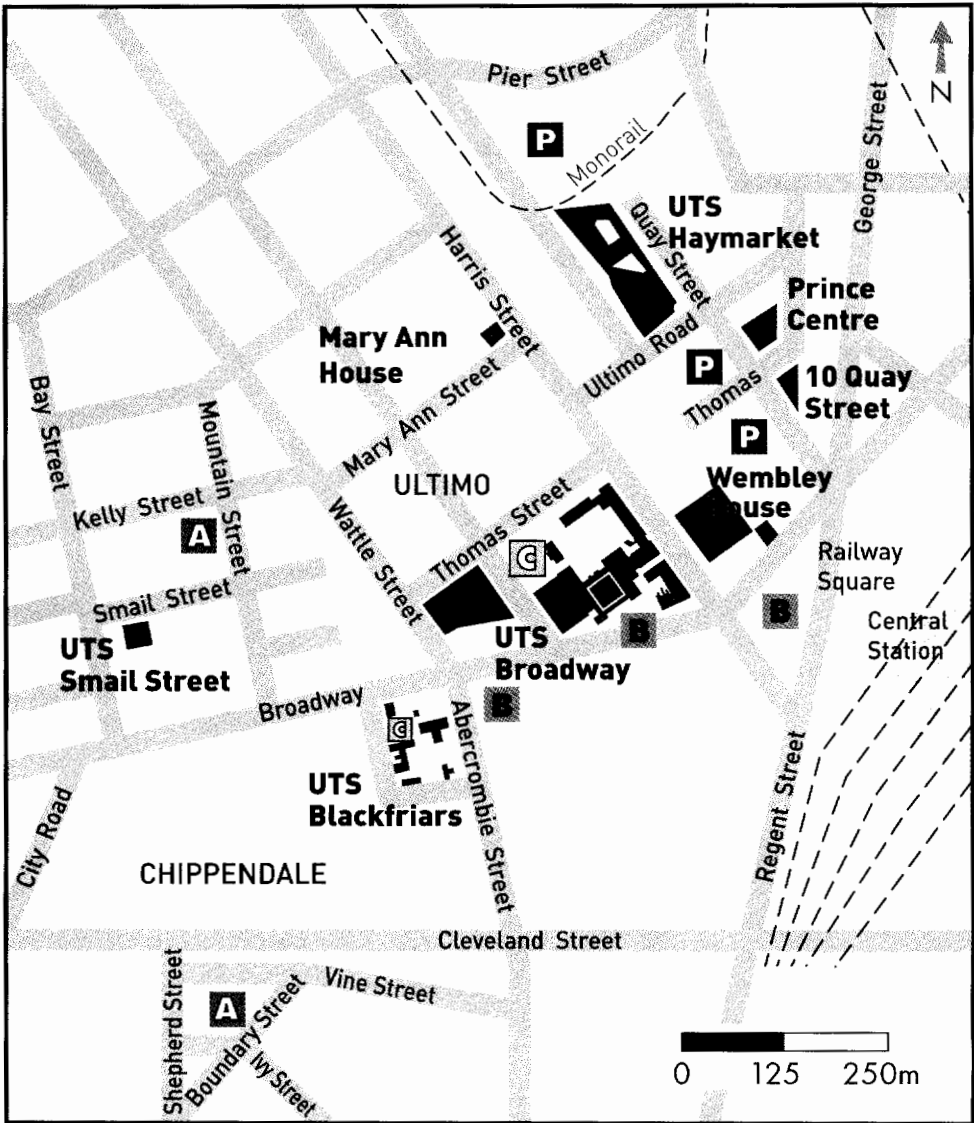 Pier Street
N
P
George Street
Monorail
UTS
Haymarket
Quay Street
Harris Street
Prince
Centre
Mary Ann
House
Ultimo Road
P
10 Quay
Street
Thomas
Mary Ann Street
Bay Street
Mountain Street
P
ULTIMO
Wembley
ouse
Kelly Street
Wattle Street
Thomas Street
A
C
Railway
Square
Smail Street
B
B
Central
Station
UTS
Smail Street
UTS
Broadway
Broadway
B
Abercrombie Street
C
UTS
Blackfriars
Regent Street
City Road
CHIPPENDALE
Cleveland Street
Shepherd Street
Vine Street
A
Boundary Street
Ivy Street
0 125 250m